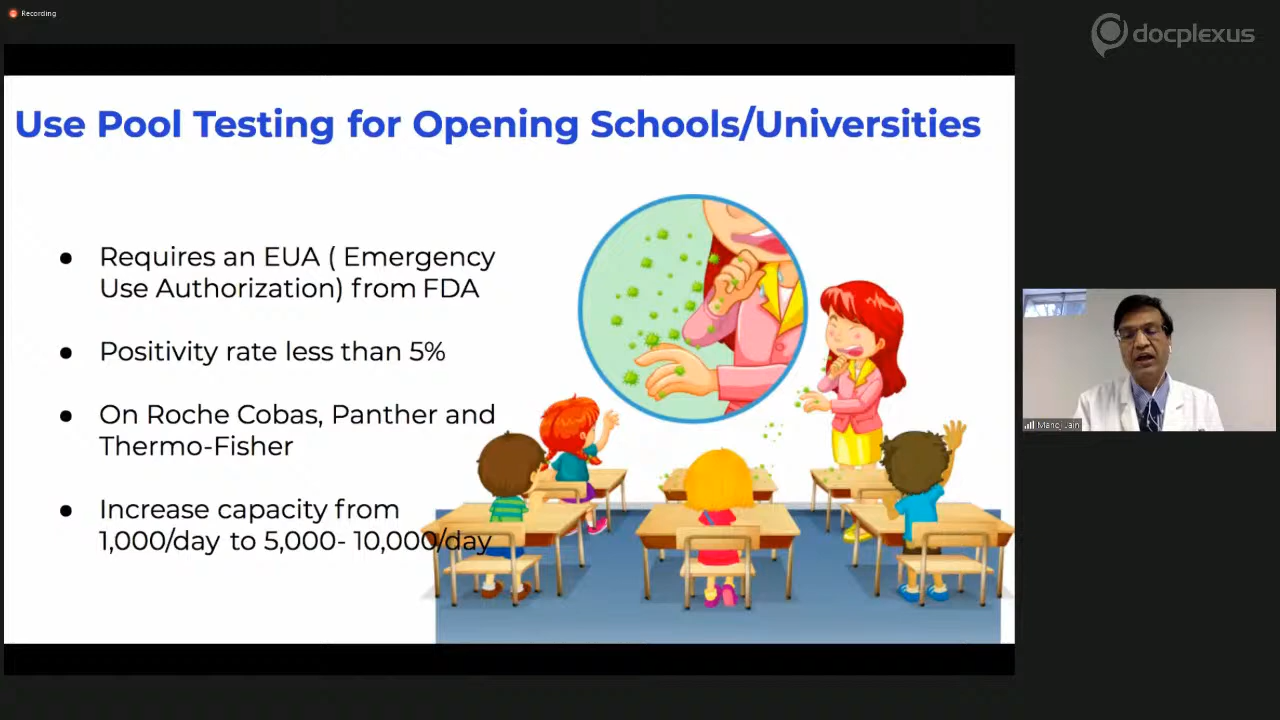 Recording
docplexus
Use Pool Testing for Opening Schools/Universities
● Requires an EUA ( Emergency
Use Authorization) from FDA
● Positivity rate less than 5%
● On Roche Cobas, Panther and
Thermo-Fisher
● Increase capacity from
1,000/day to 5,000- 10,000/day
Manoj Jain